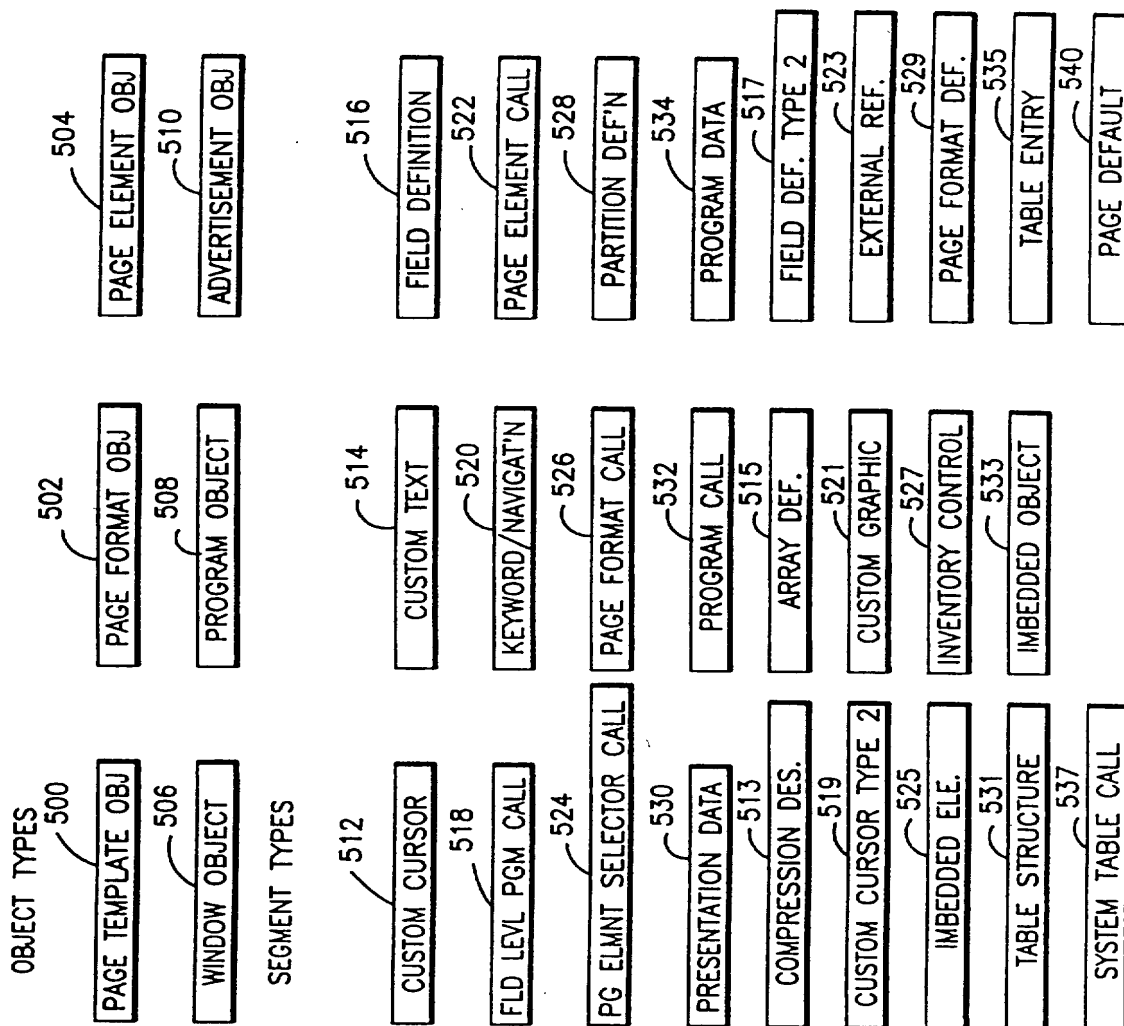 OBJECT TYPES
500
PAGE TEMPLATE OBJ
502
PAGE FORMAT OBJ
504
PAGE ELEMENT OBJ
506
WINDOW OBJECT
508
PROGRAM OBJECT
510
ADVERTISEMENT OBJ
SEGMENT TYPES
512
CUSTOM CURSOR
514
CUSTOM TEXT
516
FIELD DEFINITION
518
FLD LEVL PGM CALL
520
KEYWORD/NAVIGAT'N
522
PAGE ELEMENT CALL
524
PG ELMNT SELECTOR CALL
526
PAGE FORMAT CALL
528
PARTITION DEF'N
530
PRESENTATION DATA
532
PROGRAM CALL
534
PROGRAM DATA
513
COMPRESSION DES.
515
ARRAY DEF.
517
FIELD DEF. TYPE 2
519
CUSTOM CURSOR TYPE 2
521
CUSTOM GRAPHIC
523
EXTERNAL REF.
525
IMBEDDED ELE.
527
INVENTORY CONTROL
529
PAGE FORMAT DEF.
531
TABLE STRUCTURE
533
IMBEDDED OBJECT
535
TABLE ENTRY
537
SYSTEM TABLE CALL
540
PAGE DEFAULT